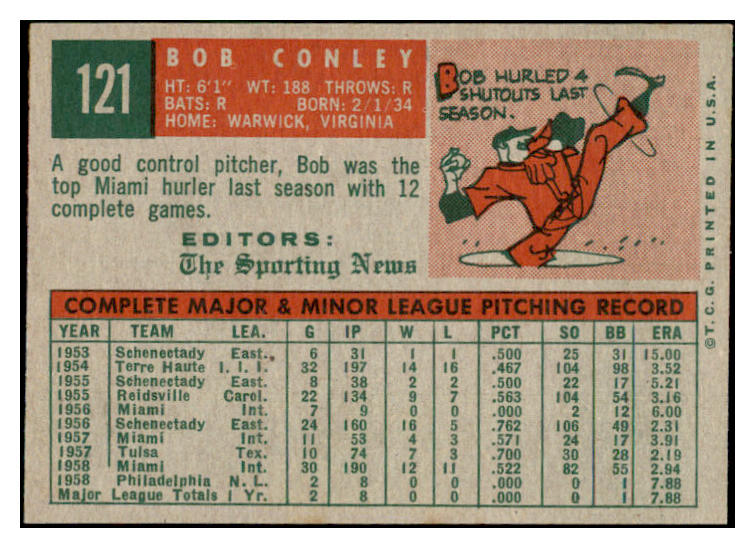 121
BOB CONLEY
HT: 6'1" WT: 188 THROWS: R
BATS: R BORN: 2/1/34
HOME: WARWICK, VIRGINIA
BOB HURLED 4
SHUTOUTS LAST
SEASON.
A good control pitcher, Bob was the
top Miami hurler last season with 12
complete games.
EDITORS:
The Sporting News
COMPLETE MAJOR & MINOR LEAGUE PITCHING RECORD
YEAR TEAM LEA. G IP W L PCT SO BB ERA
1953 Schenectady East. 6 31 1 1 .500 25 31 15.00
1954 Terre Haute I. I. I. 32 197 14 16 .467 104 98 3.52
1955 Schenectady East. 8 38 2 2 .500 22 17 5.21
1955 Reidsville Carol. 22 134 9 7 .563 104 54 3.16
1956 Miami Int. 7 9 0 0 .000 2 12 6.00
1956 Schenectady East. 24 160 16 5 .762 106 49 2.31
1957 Miami Int. 11 53 4 3 .571 24 17 3.91
1957 Tulsa Tex. 10 74 7 3 .700 30 28 2.19
1958 Miami Int. 30 190 12 11 .522 82 55 2.94
1958 Philadelphia N. L. 2 8 0 0 .000 0 1 7.88
Major League Totals 1 Yr. 2 8 0 0 .000 0 1 7.88
©T.C.G. PRINTED IN U.S.A.